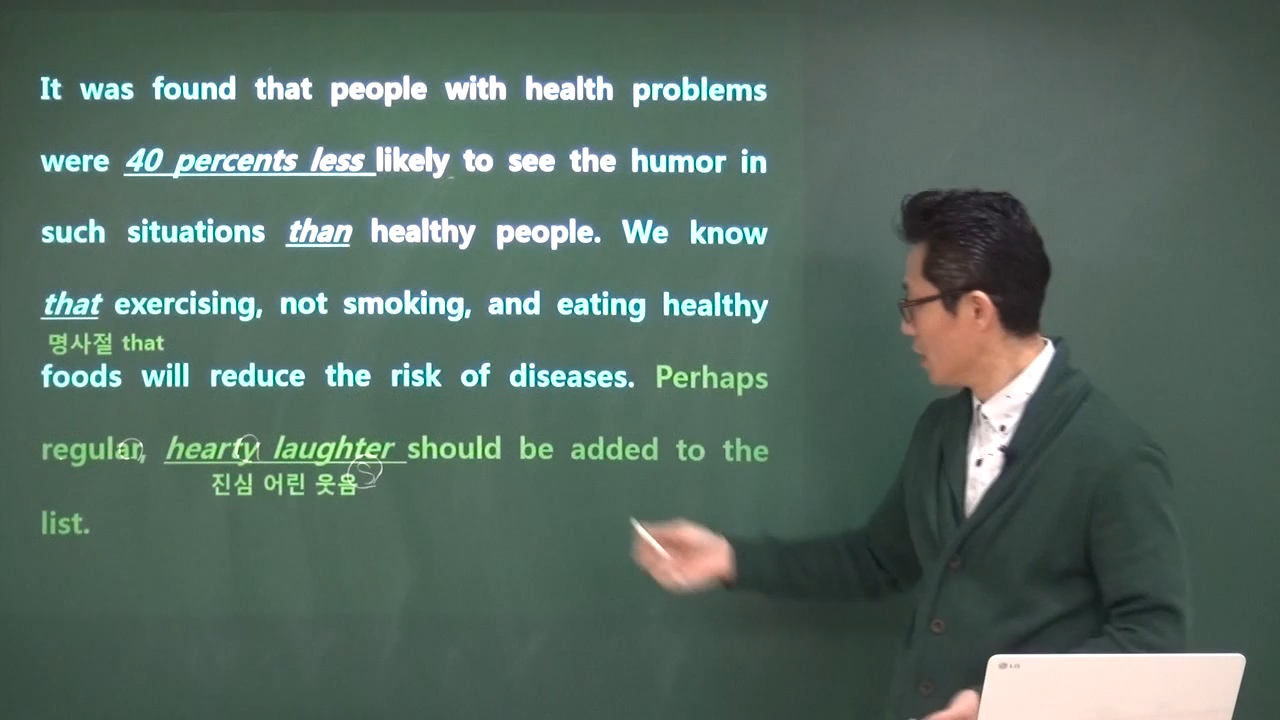 It was found that people with health problems
were 40 percents less likely to see the humor in
such situations than healthy people. We know
that exercising, not smoking, and eating healthy
명사절 that
foods will reduce the risk of diseases. Perhaps
regular, hearty laughter should be added to the
진심 어린 웃음
list.
LG